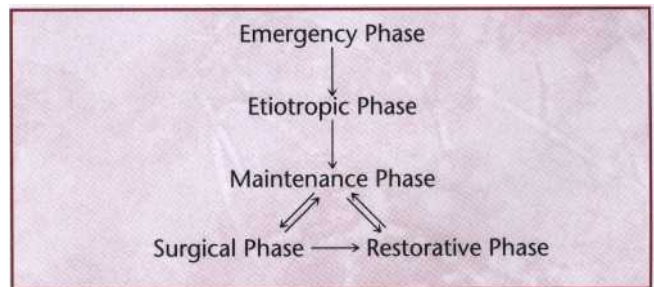 Emergency Phase
Etiotropic Phase
Maintenance Phase
Surgical Phase
Restorative Phase